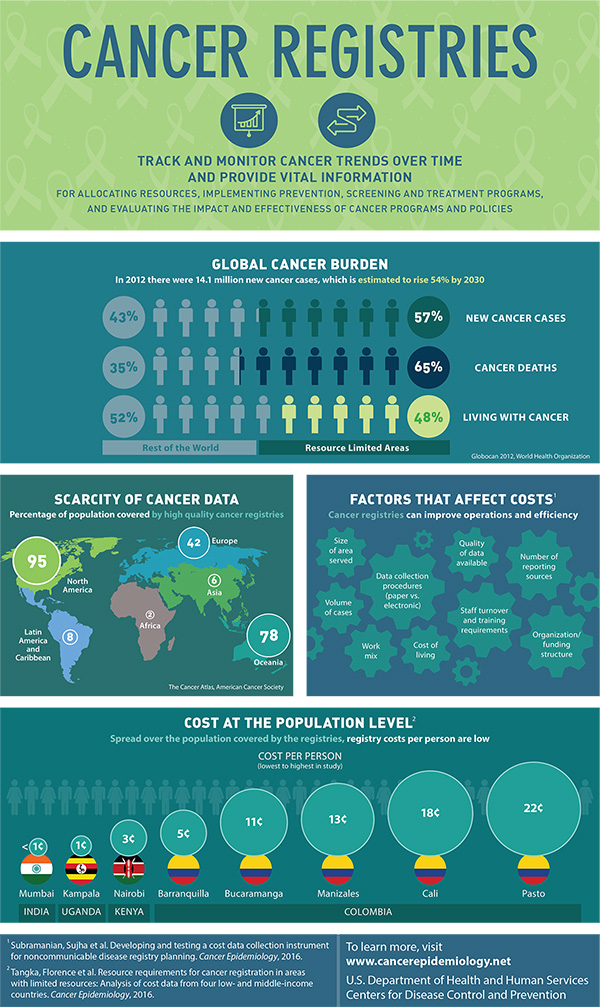 CANCER REGISTRIES
TRACK AND MONITOR CANCER TRENDS OVER TIME
AND PROVIDE VITAL INFORMATION
FOR ALLOCATING RESOURCES, IMPLEMENTING PREVENTION, SCREENING AND TREATMENT PROGRAMS,
AND EVALUATING THE IMPACT AND EFFECTIVENESS OF CANCER PROGRAMS AND POLICIES
GLOBAL CANCER BURDEN
In 2012 there were 14.1 million new cancer cases, which is estimated to rise 54% by 2030
43% 57% NEW CANCER CASES
35% 65% CANCER DEATHS
52% 48% LIVING WITH CANCER
Rest of the World Resource Limited Areas
Globocan 2012, World Health Organization
SCARCITY OF CANCER DATA
Percentage of population covered by high quality cancer registries
95
North
America
42
Europe
6
Asia
2
Africa
Latin
America
and
Caribbean
8
78
Oceania
The Cancer Atlas, American Cancer Society
FACTORS THAT AFFECT COSTS¹
Cancer registries can improve operations and efficiency
Size
of area
served
Data collection
procedures
(paper vs.
electronic)
Quality
of data
available
Number of
reporting
sources
Volume
of cases
Staff turnover
and training
requirements
Work
mix
Cost of
living
Organization/
funding
structure
COST AT THE POPULATION LEVEL²
Spread over the population covered by the registries, registry costs per person are low
COST PER PERSON
(lowest to highest in study)
<1¢ 1¢ 3¢ 5¢ 11¢ 13¢ 18¢ 22¢
Mumbai Kampala Nairobi Barranquilla Bucaramanga Manizales Cali Pasto
INDIA UGANDA KENYA COLOMBIA
¹ Subramanian, Sujha et al. Developing and testing a cost data collection instrument
for noncommunicable disease registry planning. Cancer Epidemiology, 2016.
² Tangka, Florence et al. Resource requirements for cancer registration in areas
with limited resources: Analysis of cost data from four low- and middle-income
countries. Cancer Epidemiology, 2016.
To learn more, visit
www.cancerepidemiology.net
U.S. Department of Health and Human Services
Centers for Disease Control and Prevention